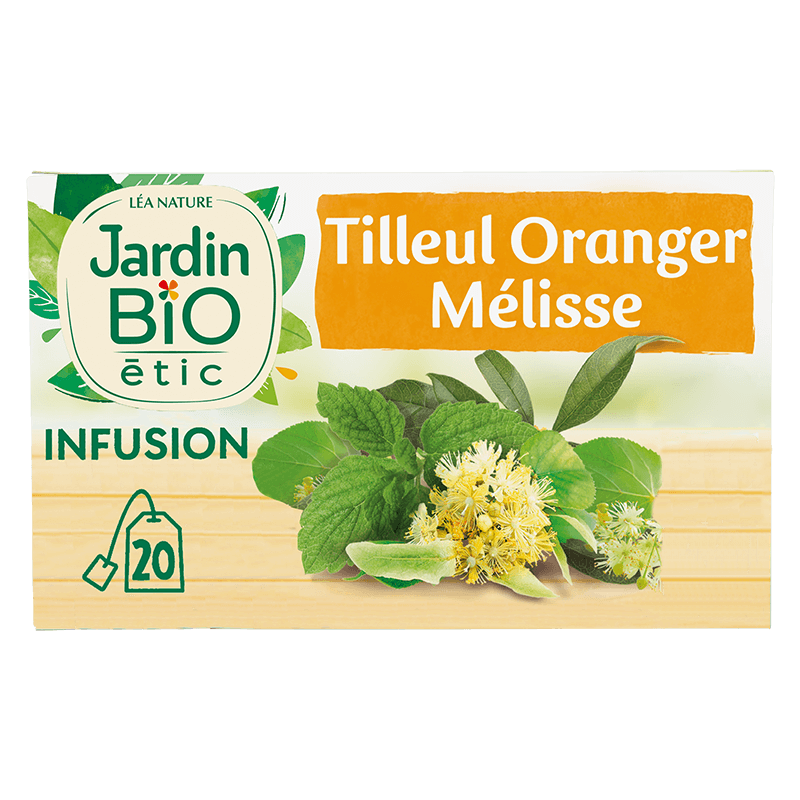 LÉA NATURE
Jardin
BiO
ētic
INFUSION
20
Tilleul Oranger
Mélisse